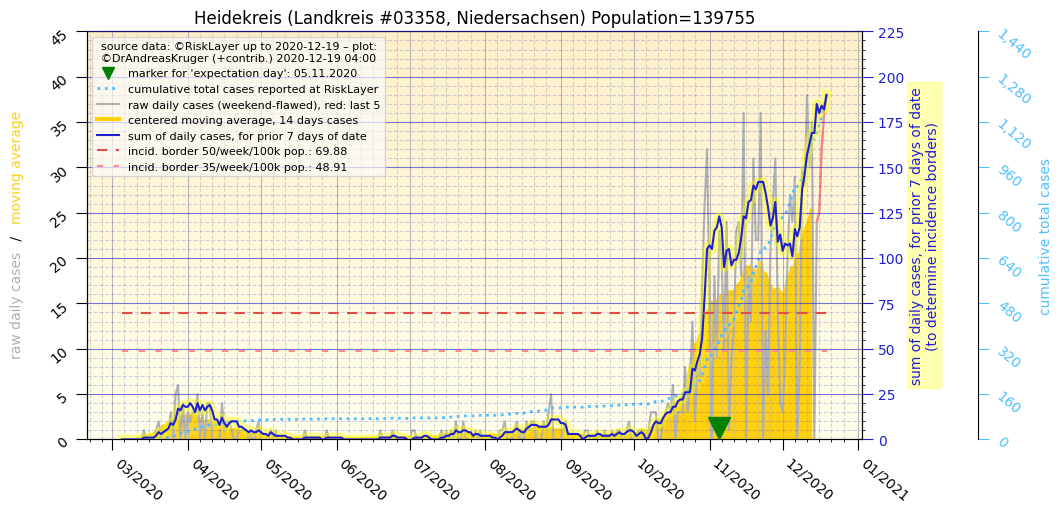 Heidekreis (Landkreis #03358, Niedersachsen) Population=139755
source data: ©RiskLayer up to 2020-12-19 – plot:
©DrAndreasKruger (+contrib.) 2020-12-19 04:00
marker for 'expectation day': 05.11.2020
cumulative total cases reported at RiskLayer
raw daily cases (weekend-flawed), red: last 5
centered moving average, 14 days cases
sum of daily cases, for prior 7 days of date
incid. border 50/week/100k pop.: 69.88
incid. border 35/week/100k pop.: 48.91
raw daily cases / moving average
45
40
35
30
25
20
15
10
5
0
225
200
175
150
125
100
75
50
25
0
sum of daily cases, for prior 7 days of date
(to determine incidence borders)
1,440
1,280
1,120
960
800
640
480
320
160
0
cumulative total cases
03/2020
04/2020
05/2020
06/2020
07/2020
08/2020
09/2020
10/2020
11/2020
12/2020
01/2021